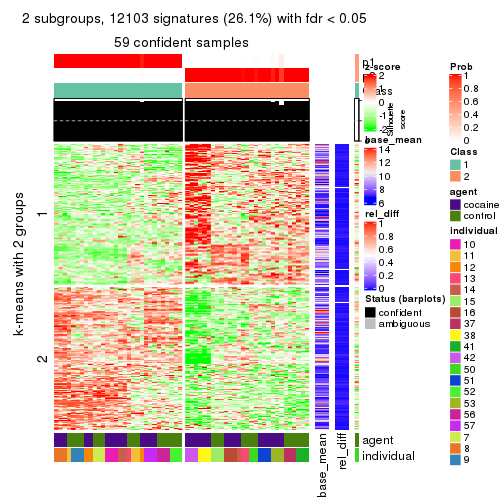 2 subgroups, 12103 signatures (26.1%) with fdr < 0.05
59 confident samples
p1
z-score
2
1
0
-1
-2
Class
Silhouette
score
base_mean
14
12
10
8
6
rel_diff
1
0.8
0.6
0.4
0.2
0
Status (barplots)
confident
ambiguous
Prob
1
0.8
0.6
0.4
0.2
0
Class
1
2
agent
cocaine
control
individual
10
11
12
13
14
15
16
37
38
41
42
50
51
52
53
56
57
7
8
9
k-means with 2 groups
1
2
agent
individual
base_mean
rel_diff